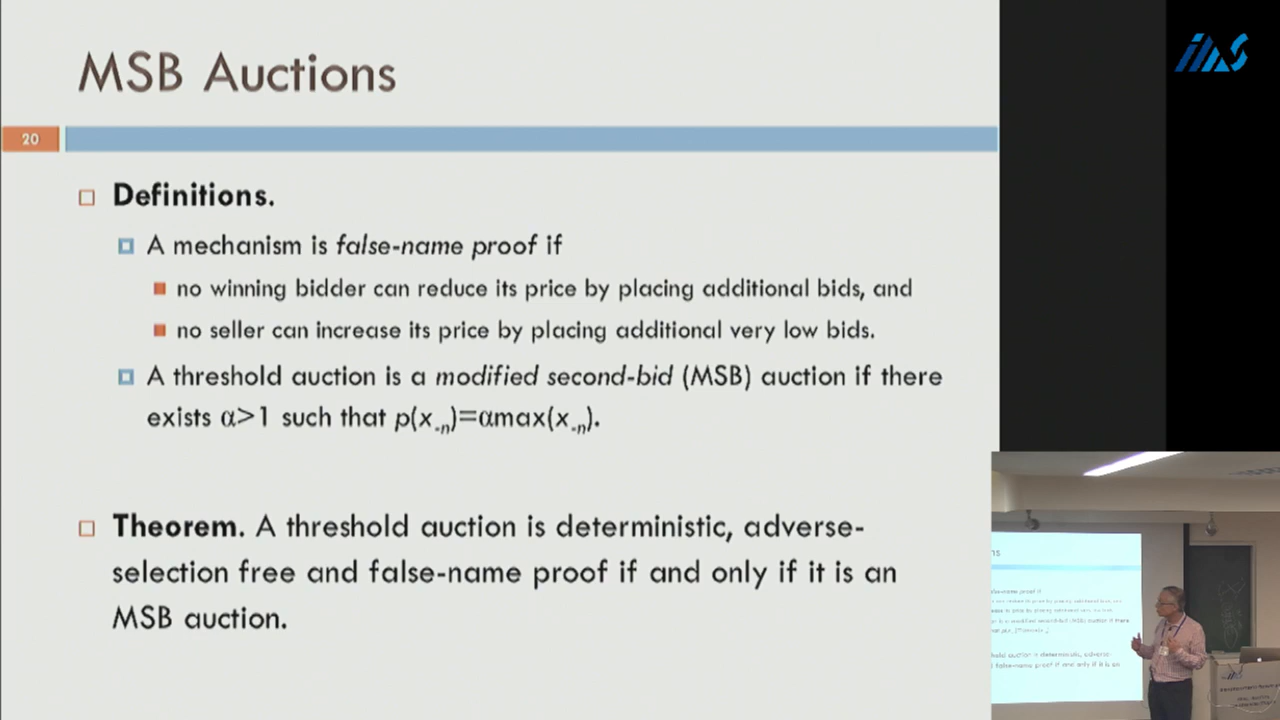 MSB Auctions
20
Definitions.
A mechanism is false-name proof if
no winning bidder can reduce its price by placing additional bids, and
no seller can increase its price by placing additional very low bids.
A threshold auction is a modified second-bid (MSB) auction if there
exists α>1 such that p(x₋ₙ)=αmax(x₋ₙ).
Theorem. A threshold auction is deterministic, adverse-
selection free and false-name proof if and only if it is an
MSB auction.